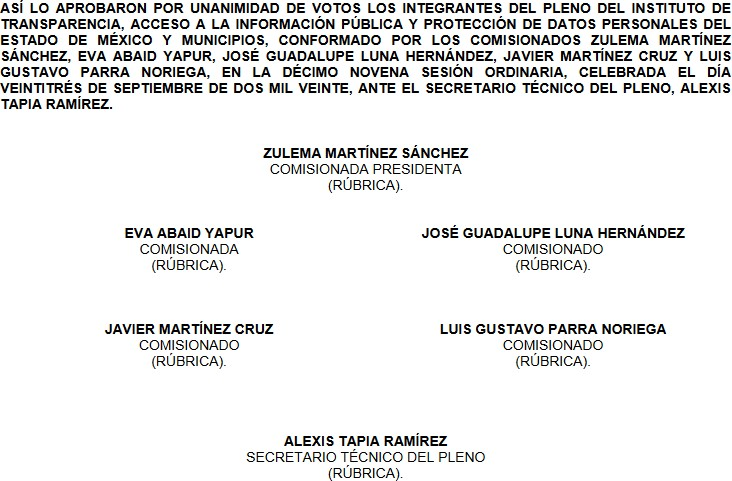 ASÍ LO APROBARON POR UNANIMIDAD DE VOTOS LOS INTEGRANTES DEL PLENO DEL INSTITUTO DE
TRANSPARENCIA, ACCESO A LA INFORMACIÓN PÚBLICA Y PROTECCIÓN DE DATOS PERSONALES DEL
ESTADO DE MÉXICO Y MUNICIPIOS, CONFORMADO POR LOS COMISIONADOS ZULEMA MARTÍNEZ
SÁNCHEZ, EVA ABAID YAPUR, JOSÉ GUADALUPE LUNA HERNÁNDEZ, JAVIER MARTÍNEZ CRUZ Y LUIS
GUSTAVO PARRA NORIEGA, EN LA DÉCIMO NOVENA SESIÓN ORDINARIA, CELEBRADA EL DÍA
VEINTITRÉS DE SEPTIEMBRE DE DOS MIL VEINTE, ANTE EL SECRETARIO TÉCNICO DEL PLENO, ALEXIS
TAPIA RAMÍREZ.
ZULEMA MARTÍNEZ SÁNCHEZ
COMISIONADA PRESIDENTA
(RÚBRICA).
EVA ABAID YAPUR
COMISIONADA
(RÚBRICA).
JOSÉ GUADALUPE LUNA HERNÁNDEZ
COMISIONADO
(RÚBRICA).
JAVIER MARTÍNEZ CRUZ
COMISIONADO
(RÚBRICA).
LUIS GUSTAVO PARRA NORIEGA
COMISIONADO
(RÚBRICA).
ALEXIS TAPIA RAMÍREZ
SECRETARIO TÉCNICO DEL PLENO
(RÚBRICA).